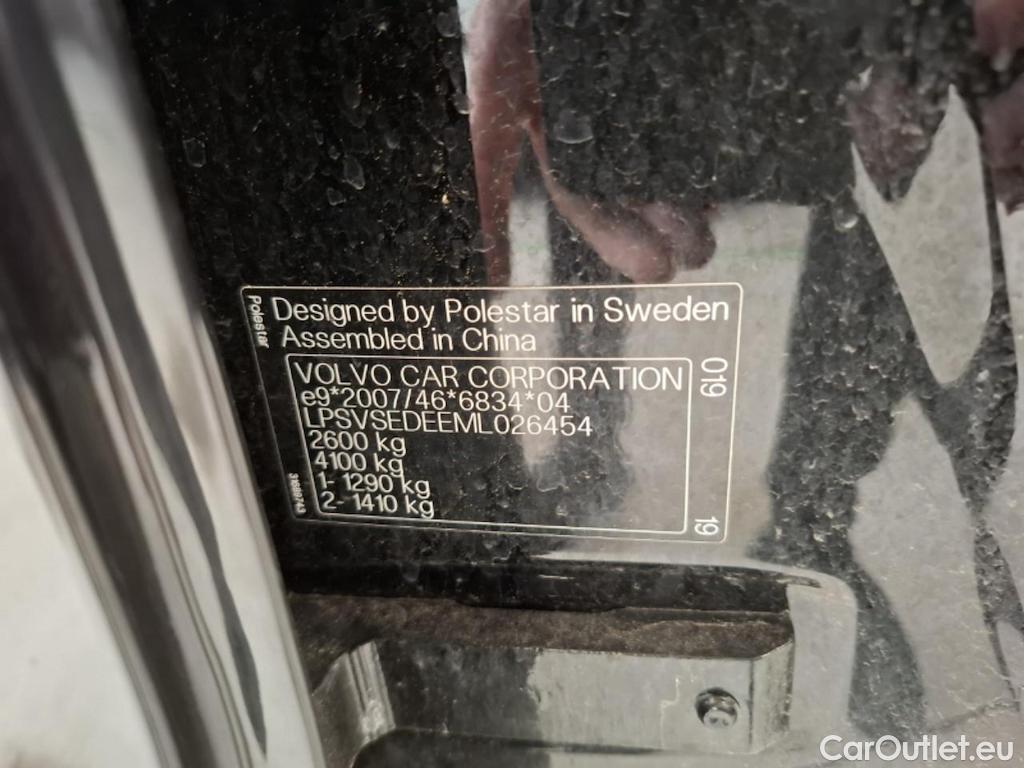 Polestar
Designed by Polestar in Sweden
Assembled in China
VOLVO CAR CORPORATION
e9*2007/46*6834*04
LPSVSEDEEML026454
2600 kg
4100 kg
1- 1290 kg
2- 1410 kg
019
19
31689743
CarOutlet.eu